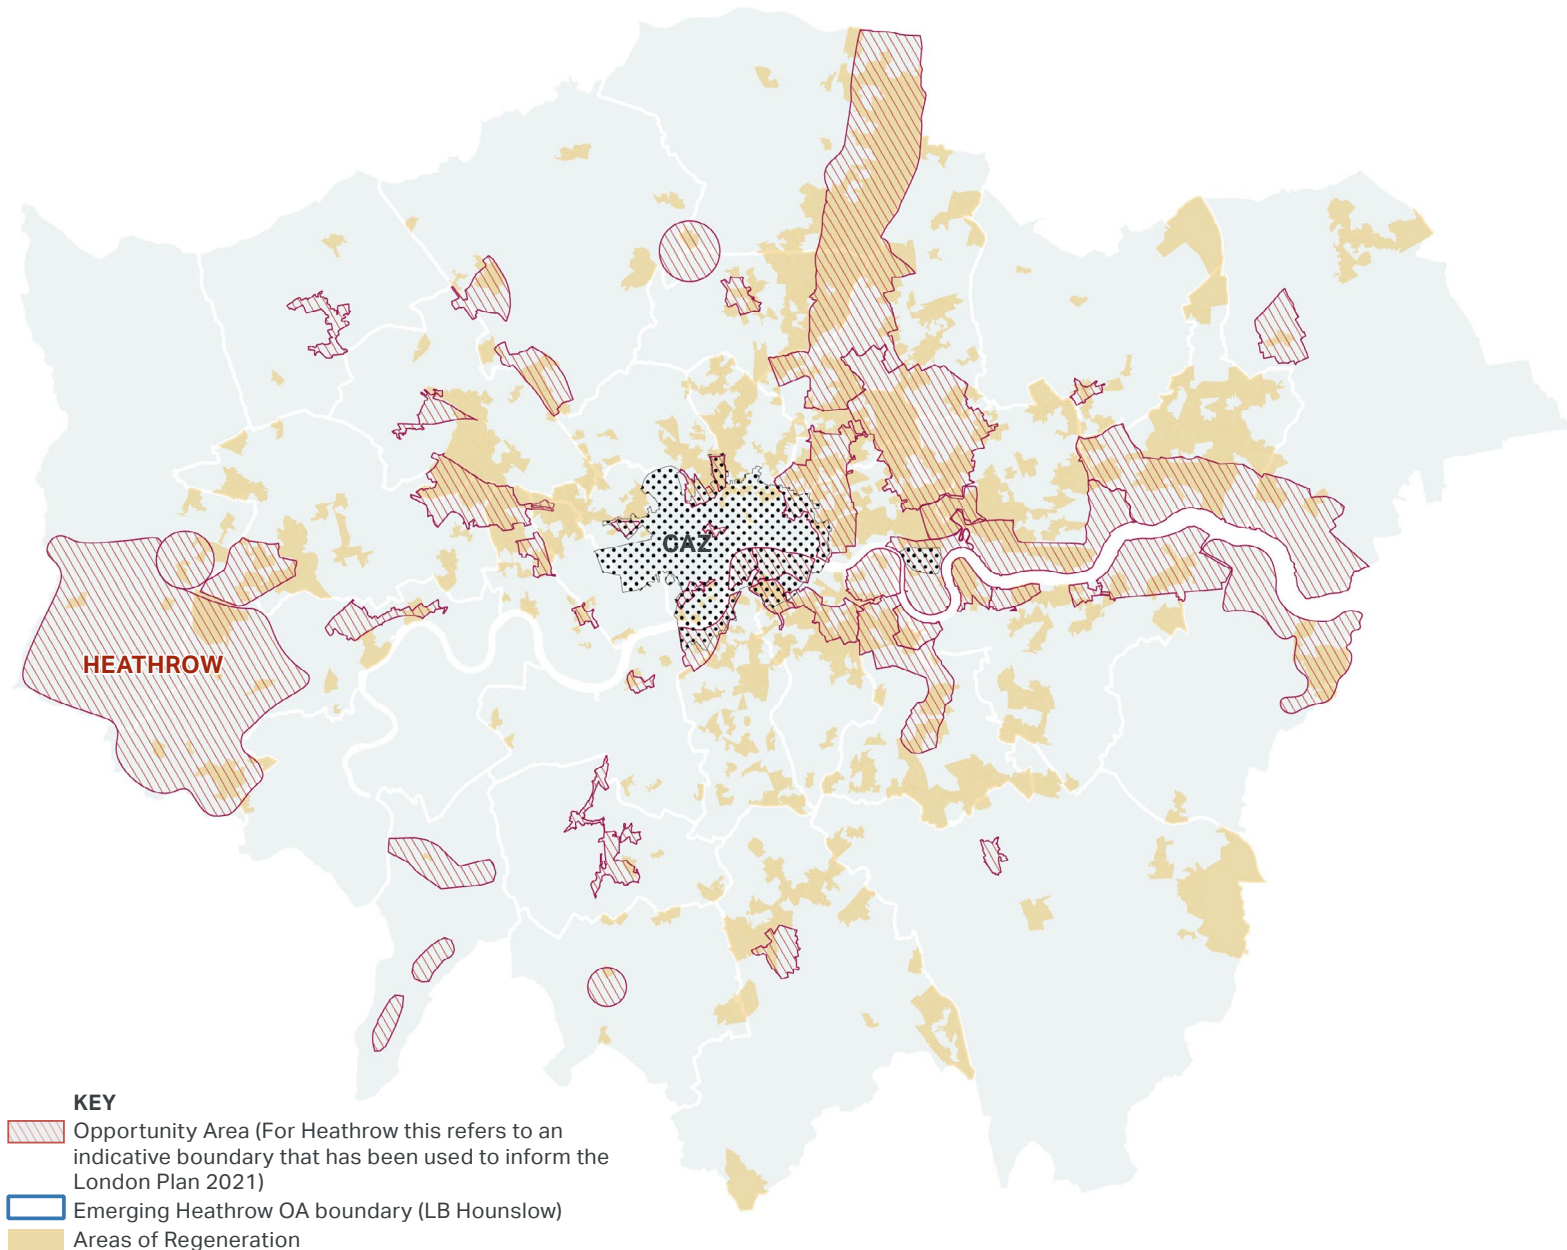 CAZ
HEATHROW
KEY
Opportunity Area (For Heathrow this refers to an
indicative boundary that has been used to inform the
London Plan 2021)
Emerging Heathrow OA boundary (LB Hounslow)
Areas of Regeneration